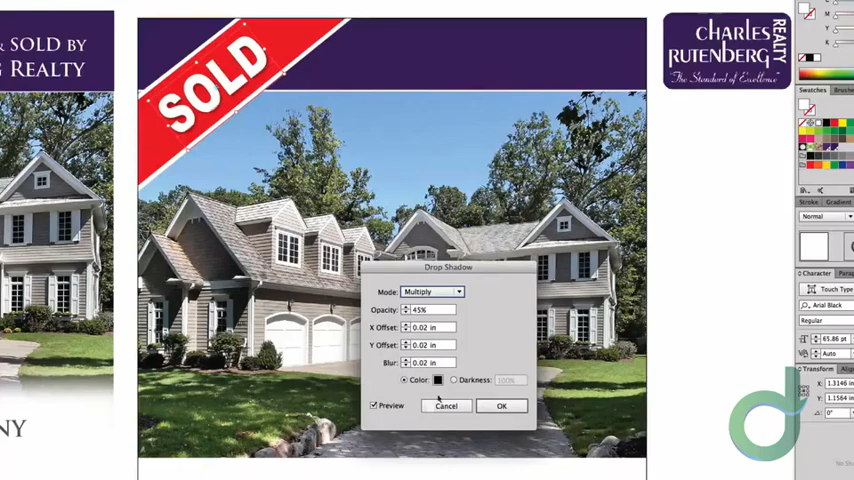 & SOLD BY
G REALTY
NY
SOLD
CHARLES
RUTENBERG
REALTY
"The Standard of Excellence"
Drop Shadow
Mode: Multiply
Opacity: 45%
X Offset: 0.02 in
Y Offset: 0.02 in
Blur: 0.02 in
Color: Darkness: 100%
Preview Cancel OK
M
Y
K
Swatches Brushe
Stroke Gradient
Normal
Character Parag
Touch Type
Arial Black
Regular
65.86 pt
Auto
Transform Align
X: 1.3146 in
Y: 1.1564 in
0°